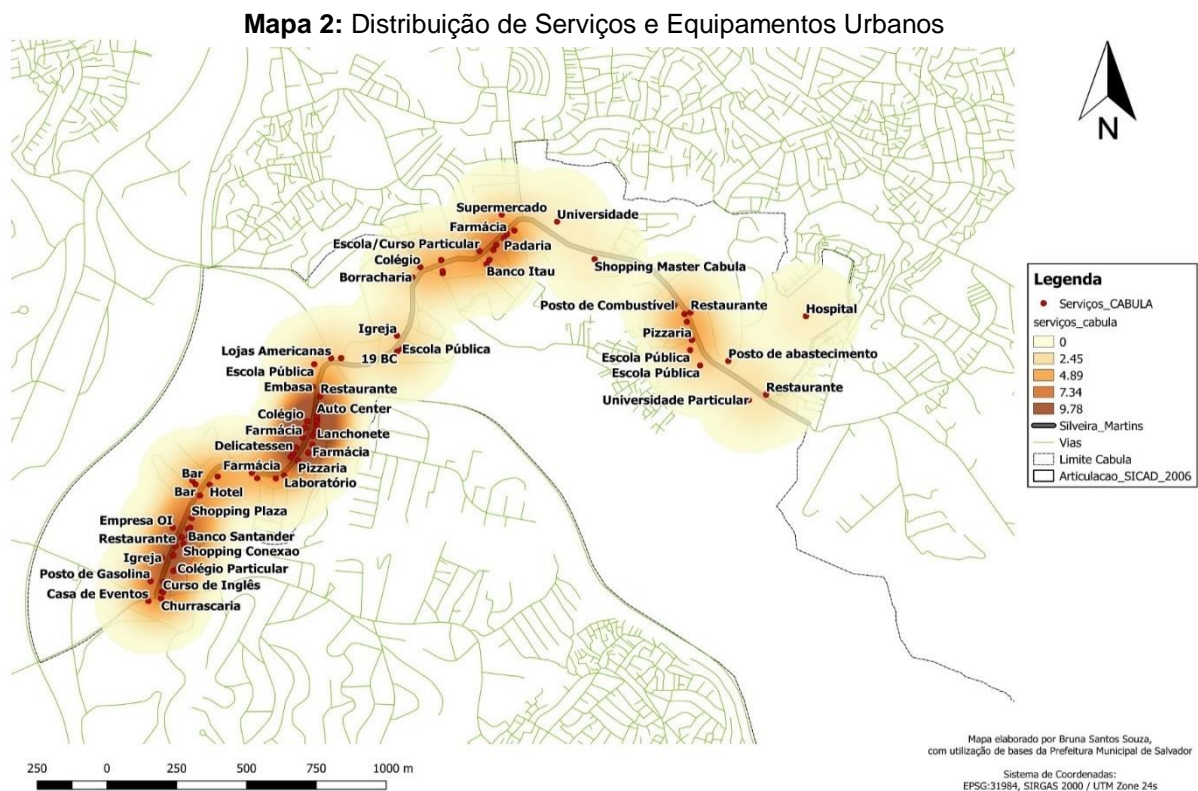 Mapa 2: Distribuição de Serviços e Equipamentos Urbanos
N
Supermercado
Universidade
Farmácia
Escola/Curso Particular
Padaria
Colégio
Borracharia
Banco Itau
Shopping Master Cabula
Posto de Combustível
Restaurante
Hospital
Igreja
Pizzaria
Lojas Americanas
19 BC
Escola Pública
Escola Pública
Posto de abastecimento
Escola Pública
Escola Pública
Embasa
Restaurante
Universidade Particular
Restaurante
Auto Center
Colégio
Farmácia
Lanchonete
Delicatessen
Farmácia
Farmácia
Pizzaria
Bar
Laboratório
Bar
Hotel
Shopping Plaza
Empresa OI
Restaurante
Banco Santander
Shopping Conexao
Igreja
Colégio Particular
Posto de Gasolina
Curso de Inglês
Casa de Eventos
Churrascaria
Legenda
Serviços_CABULA
serviços_cabula
0
2.45
4.89
7.34
9.78
Silveira_Martins
Vias
Limite Cabula
Articulacao_SICAD_2006
250 0 250 500 750 1000 m
Mapa elaborado por Bruna Santos Souza,
com utilização de bases da Prefeitura Municipal de Salvador
Sistema de Coordenadas:
EPSG:31984, SIRGAS 2000 / UTM Zone 24s